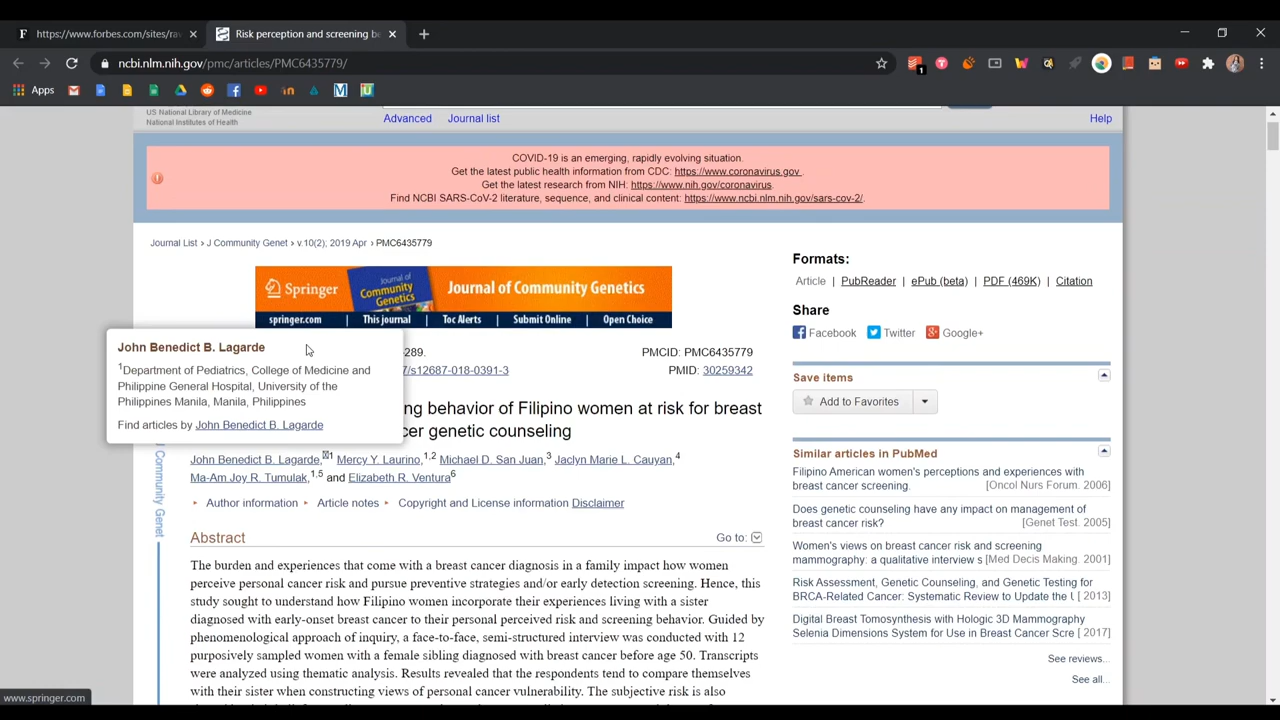 https://www.forbes.com/sites/ra
Risk perception and screening be
ncbi.nlm.nih.gov/pmc/articles/PMC6435779/
1
Apps
US National Library of Medicine
National Institutes of Health
Advanced Journal list
Help
COVID-19 is an emerging, rapidly evolving situation.
Get the latest public health information from CDC: https://www.coronavirus.gov .
Get the latest research from NIH: https://www.nih.gov/coronavirus.
Find NCBI SARS-CoV-2 literature, sequence, and clinical content: https://www.ncbi.nlm.nih.gov/sars-cov-2/.
Journal List > J Community Genet > v.10(2); 2019 Apr > PMC6435779
Springer
Journal of
Community
Genetics
Journal of Community Genetics
springer.com | This journal | Toc Alerts | Submit Online | Open Choice
John Benedict B. Lagarde
1Department of Pediatrics, College of Medicine and
Philippine General Hospital, University of the
Philippines Manila, Manila, Philippines
Find articles by John Benedict B. Lagarde
289.
PMCID: PMC6435779
/s12687-018-0391-3
PMID: 30259342
ng behavior of Filipino women at risk for breast
cer genetic counseling
John Benedict B. Lagarde,✉1 Mercy Y. Laurino,1,2 Michael D. San Juan,3 Jaclyn Marie L. Cauyan,4
Ma-Am Joy R. Tumulak,1,5 and Elizabeth R. Ventura6
Author information Article notes Copyright and License information Disclaimer
Community Genet
Abstract
Go to:
The burden and experiences that come with a breast cancer diagnosis in a family impact how women
perceive personal cancer risk and pursue preventive strategies and/or early detection screening. Hence, this
study sought to understand how Filipino women incorporate their experiences living with a sister
diagnosed with early-onset breast cancer to their personal perceived risk and screening behavior. Guided by
phenomenological approach of inquiry, a face-to-face, semi-structured interview was conducted with 12
purposively sampled women with a female sibling diagnosed with breast cancer before age 50. Transcripts
were analyzed using thematic analysis. Results revealed that the respondents tend to compare themselves
with their sister when constructing views of personal cancer vulnerability. The subjective risk is also
Formats:
Article | PubReader | ePub (beta) | PDF (469K) | Citation
Share
Facebook Twitter Google+
Save items
Add to Favorites
Similar articles in PubMed
Filipino American women's perceptions and experiences with
breast cancer screening. [Oncol Nurs Forum. 2006]
Does genetic counseling have any impact on management of
breast cancer risk? [Genet Test. 2005]
Women's views on breast cancer risk and screening
mammography: a qualitative interview s [Med Decis Making. 2001]
Risk Assessment, Genetic Counseling, and Genetic Testing for
BRCA-Related Cancer: Systematic Review to Update the U [ 2013]
Digital Breast Tomosynthesis with Hologic 3D Mammography
Selenia Dimensions System for Use in Breast Cancer Scre [ 2017]
See reviews...
See all...
www.springer.com